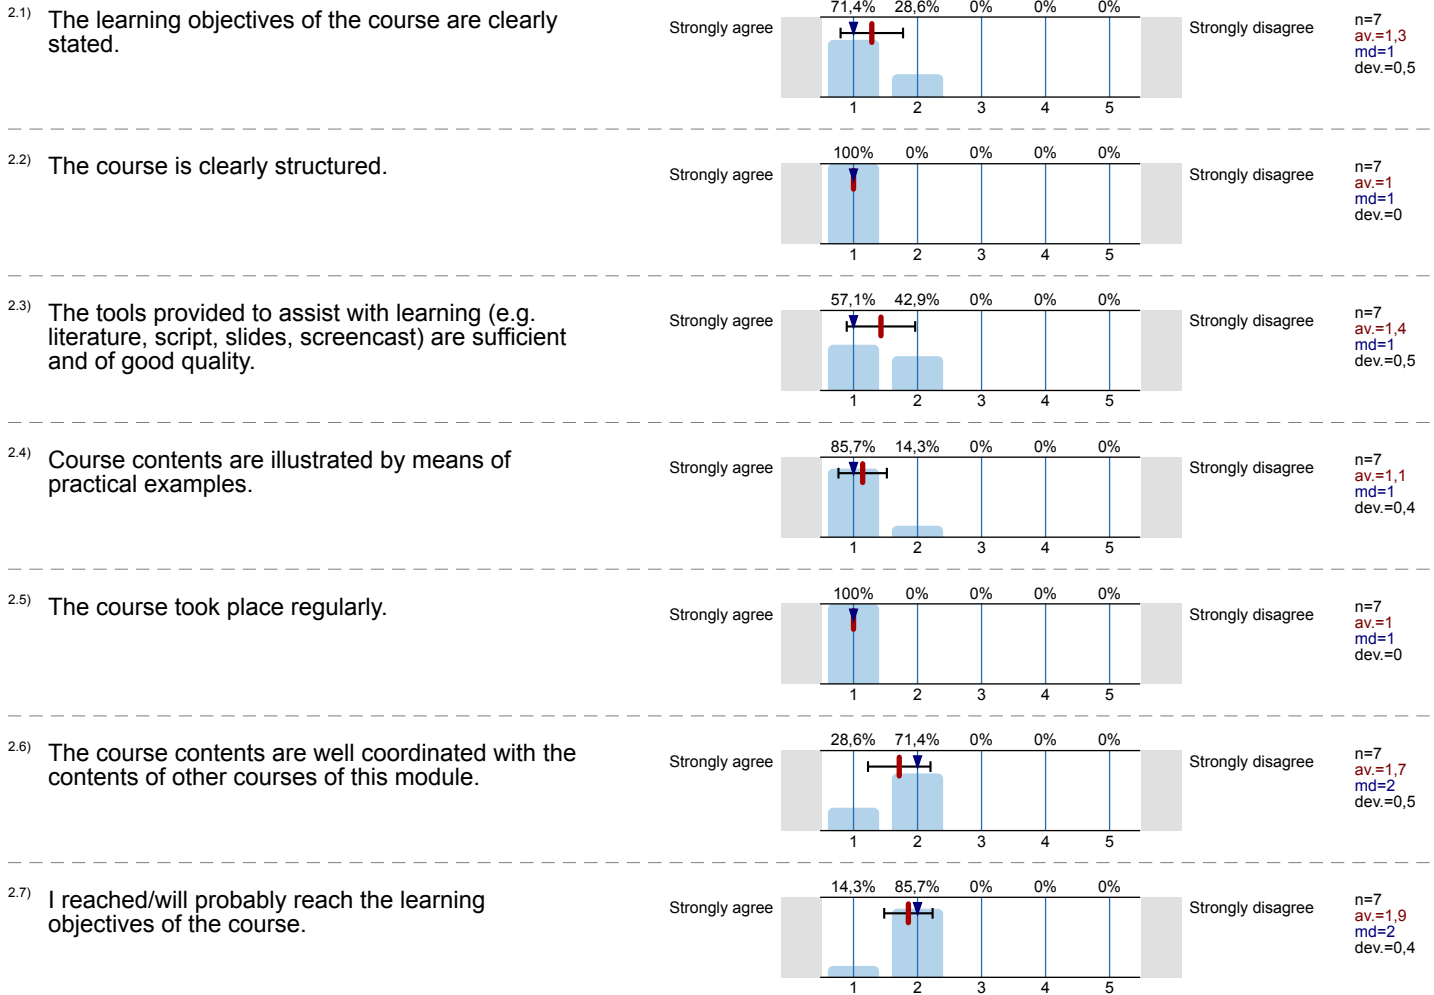 71,4% 28,6% 0% 0% 0%
2.1) The learning objectives of the course are clearly
stated.
Strongly agree
Strongly disagree
n=7
av.=1,3
md=1
dev.=0,5
1 2 3 4 5
2.2) The course is clearly structured.
100% 0% 0% 0% 0%
Strongly agree
Strongly disagree
n=7
av.=1
md=1
dev.=0
1 2 3 4 5
2.3) The tools provided to assist with learning (e.g.
literature, script, slides, screencast) are sufficient
and of good quality.
57,1% 42,9% 0% 0% 0%
Strongly agree
Strongly disagree
n=7
av.=1,4
md=1
dev.=0,5
1 2 3 4 5
2.4) Course contents are illustrated by means of
practical examples.
85,7% 14,3% 0% 0% 0%
Strongly agree
Strongly disagree
n=7
av.=1,1
md=1
dev.=0,4
1 2 3 4 5
2.5) The course took place regularly.
100% 0% 0% 0% 0%
Strongly agree
Strongly disagree
n=7
av.=1
md=1
dev.=0
1 2 3 4 5
2.6) The course contents are well coordinated with the
contents of other courses of this module.
28,6% 71,4% 0% 0% 0%
Strongly agree
Strongly disagree
n=7
av.=1,7
md=2
dev.=0,5
1 2 3 4 5
2.7) I reached/will probably reach the learning
objectives of the course.
14,3% 85,7% 0% 0% 0%
Strongly agree
Strongly disagree
n=7
av.=1,9
md=2
dev.=0,4
1 2 3 4 5